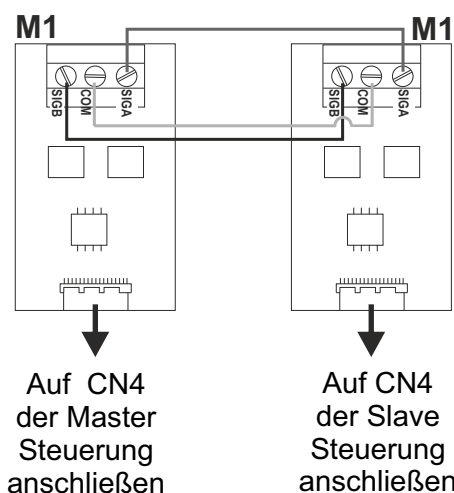 M1
M1
SIGB
COM
SIGA
SIGB
COM
SIGA
Auf CN4
der Master
Steuerung
anschließen
Auf CN4
der Slave
Steuerung
anschließen